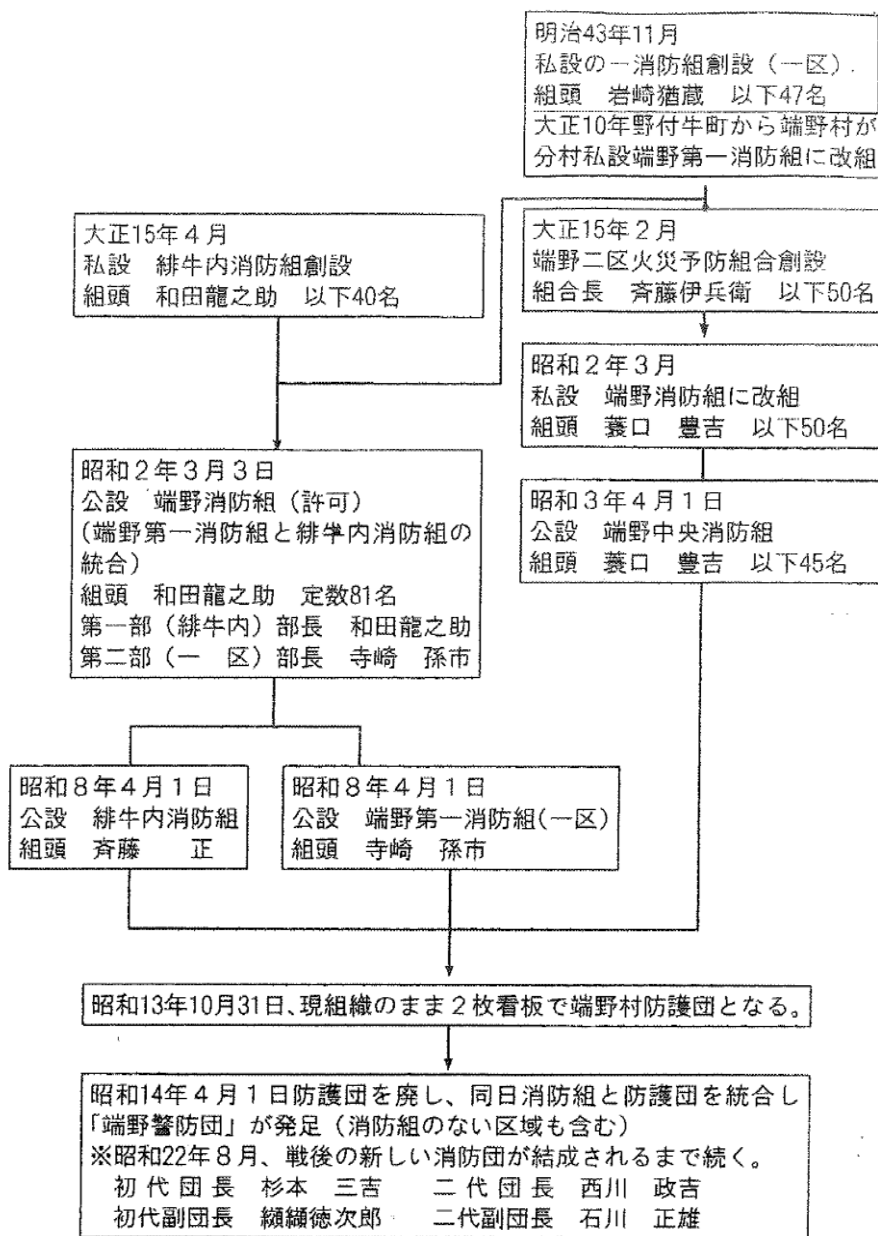 明治43年11月
私設の一消防組創設（一区）
組頭　岩崎猶蔵　以下47名
大正10年野付牛町から端野村が
分村私設端野第一消防組に改組
大正15年４月
私設　緋牛内消防組創設
組頭　和田龍之助　以下40名
大正15年２月
端野二区火災予防組合創設
組合長　斉藤伊兵衛　以下50名
昭和２年３月
私設　端野消防組に改組
組頭　蓑口　豊吉　以下50名
昭和２年３月３日
公設　端野消防組（許可）
(端野第一消防組と緋牛内消防組の
統合）
組頭　和田龍之助　定数81名
第一部（緋牛内）部長　和田龍之助
第二部（一　区）部長　寺崎　孫市
昭和３年４月１日
公設　端野中央消防組
組頭　蓑口　豊吉　以下45名
昭和８年４月１日
公設　緋牛内消防組
組頭　斉藤　　正
昭和８年４月１日
公設　端野第一消防組(一区)
組頭　寺崎　孫市
昭和13年10月31日、現組織のまま２枚看板で端野村防護団となる。
昭和14年４月１日防護団を廃し、同日消防組と防護団を統合し
「端野警防団」が発足（消防組のない区域も含む）
※昭和22年８月、戦後の新しい消防団が結成されるまで続く。
初代団長　杉本　三吉　　二代団長　西川　政吉
初代副団長　纐纈徳次郎　　二代副団長　石川　正雄